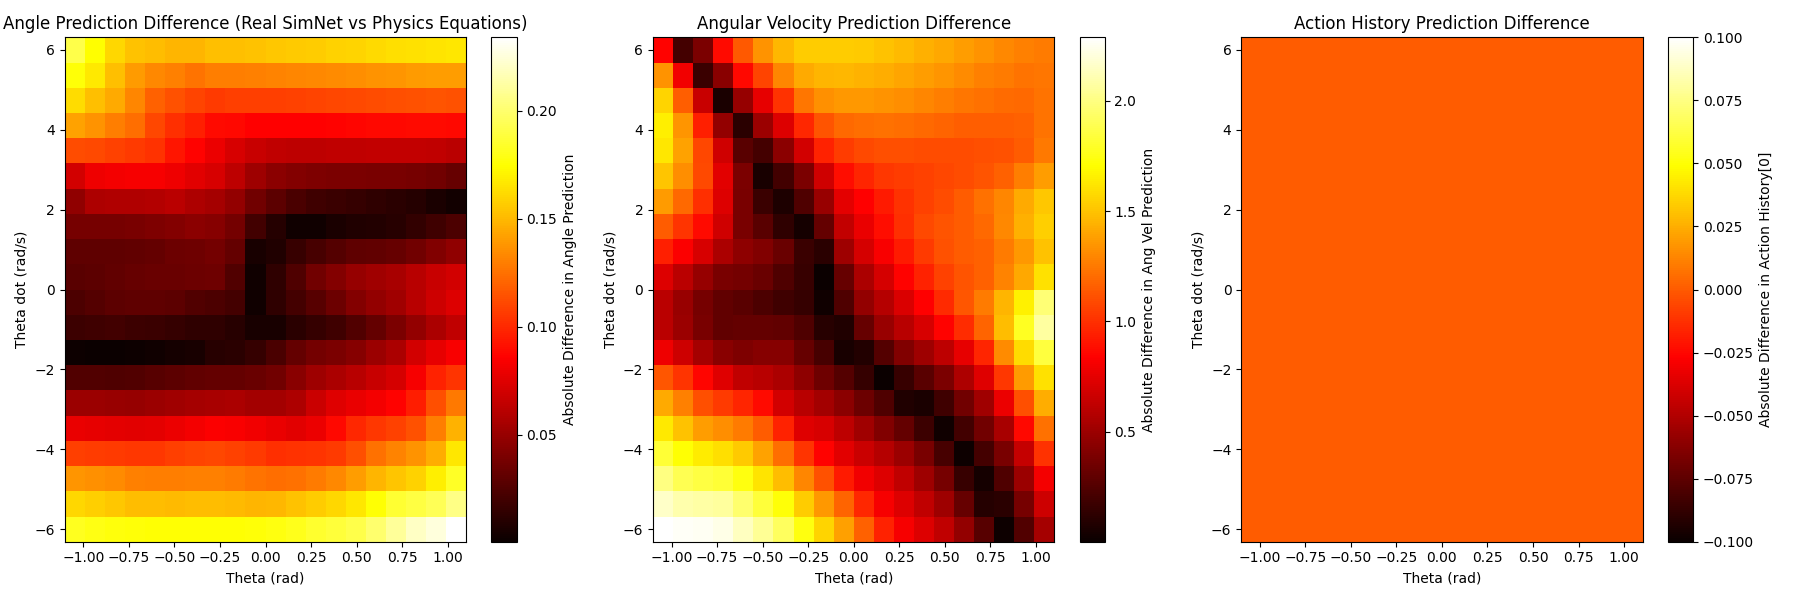 Angle Prediction Difference (Real SimNet vs Physics Equations)
6
4
2
0
−2
−4
−6
Theta dot (rad/s)
−1.00 −0.75 −0.50 −0.25 0.00 0.25 0.50 0.75 1.00
Theta (rad)
0.20
0.15
0.10
0.05
Absolute Difference in Angle Prediction
Angular Velocity Prediction Difference
6
4
2
0
−2
−4
−6
Theta dot (rad/s)
−1.00 −0.75 −0.50 −0.25 0.00 0.25 0.50 0.75 1.00
Theta (rad)
2.0
1.5
1.0
0.5
Absolute Difference in Ang Vel Prediction
Action History Prediction Difference
6
4
2
0
−2
−4
−6
Theta dot (rad/s)
−1.00 −0.75 −0.50 −0.25 0.00 0.25 0.50 0.75 1.00
Theta (rad)
0.100
0.075
0.050
0.025
0.000
−0.025
−0.050
−0.075
−0.100
Absolute Difference in Action History[0]